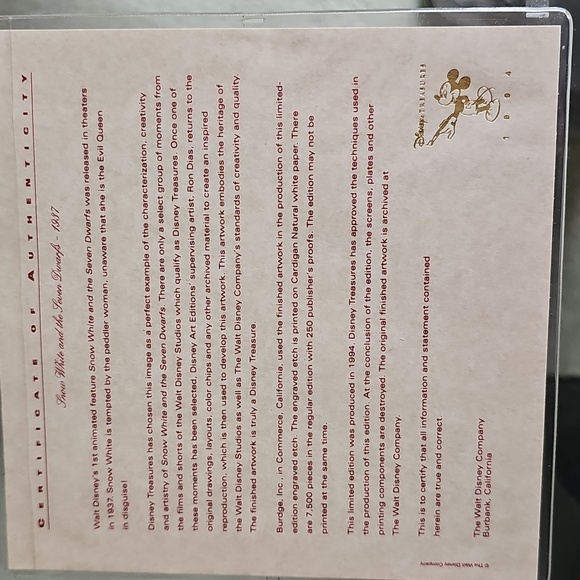 CERTIFICATE OF AUTHENTICITY
Snow White and the Seven Dwarfs - 1937
Walt Disney's 1st animated feature Snow White and the Seven Dwarfs was released in theaters
in 1937. Snow White is tempted by the peddler woman, unaware that she is the Evil Queen
in disguise!
Disney Treasures has chosen this image as a perfect example of the characterization, creativity
and artistry of Snow White and the Seven Dwarfs. There are only a select group of moments from
the films and shorts of the Walt Disney Studios which qualify as Disney Treasures. Once one of
these moments has been selected, Disney Art Editions' supervising artist, Ron Dias, returns to the
original drawings, layouts, color chips and any other archived material to create an inspired
reproduction, which is then used to develop this artwork. This artwork embodies the heritage of
the Walt Disney Studios as well as The Walt Disney Company's standards of creativity and quality.
The finished artwork is truly a Disney Treasure.
Burdge, Inc., in Commerce, California, used the finished artwork in the production of this limited-
edition engraved etch. The engraved etch is printed on Cardigan Natural white paper. There
are 7,500 pieces in the regular edition with 250 publisher's proofs. The edition may not be
printed at the same time.
This limited edition was produced in 1994. Disney Treasures has approved the techniques used in
the production of this edition. At the conclusion of the edition, the screens, plates and other
printing components are destroyed. The original finished artwork is archived at
The Walt Disney Company.
This is to certify that all information and statement contained
herein are true and correct.
The Walt Disney Company
Burbank, California
© The Walt Disney Company
Disney TREASURES
1994